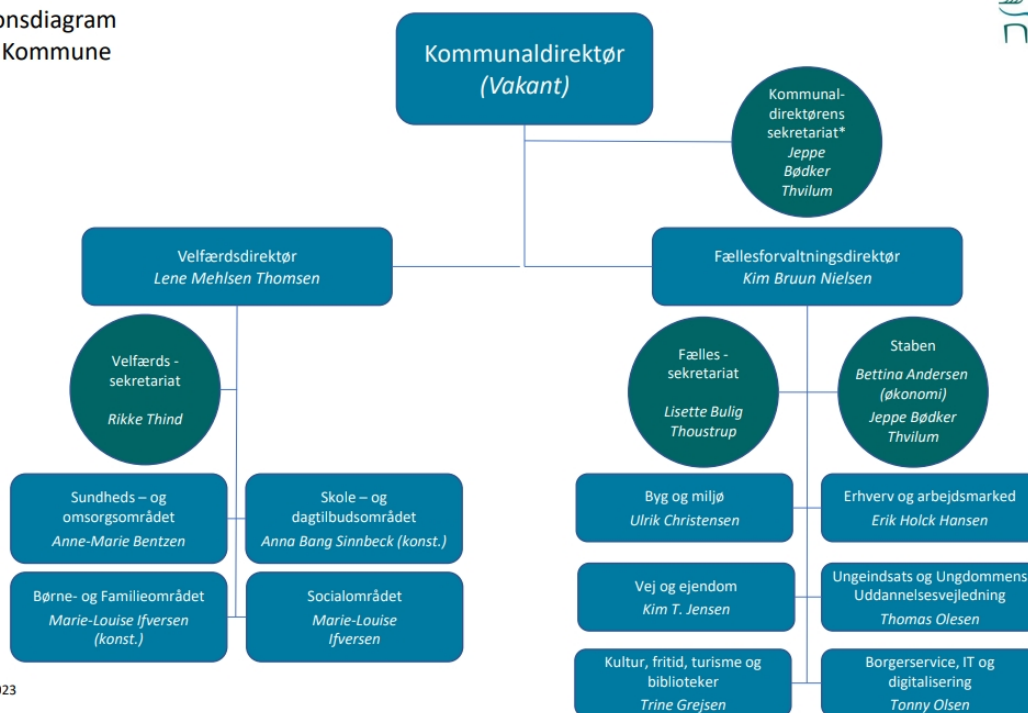 onsdiagram
Kommune
Kommunaldirektør
(Vakant)
Kommunal-
direktørens
sekretariat*
Jeppe
Bødker
Thvilum
Velfærdsdirektør
Lene Mehlsen Thomsen
Fællesforvaltningsdirektør
Kim Bruun Nielsen
Velfærds -
sekretariat
Rikke Thind
Fælles -
sekretariat
Lisette Bulig
Thoustrup
Staben
Bettina Andersen
(økonomi)
Jeppe Bødker
Thvilum
Sundheds – og
omsorgsområdet
Anne-Marie Bentzen
Skole – og
dagtilbudsområdet
Anna Bang Sinnbeck (konst.)
Børne- og Familieområdet
Marie-Louise Ifversen
(konst.)
Socialområdet
Marie-Louise
Ifversen
Byg og miljø
Ulrik Christensen
Erhverv og arbejdsmarked
Erik Holck Hansen
Vej og ejendom
Kim T. Jensen
Ungeindsats og Ungdommens
Uddannelsesvejledning
Thomas Olesen
Kultur, fritid, turisme og
biblioteker
Trine Grejsen
Borgerservice, IT og
digitalisering
Tonny Olsen
023